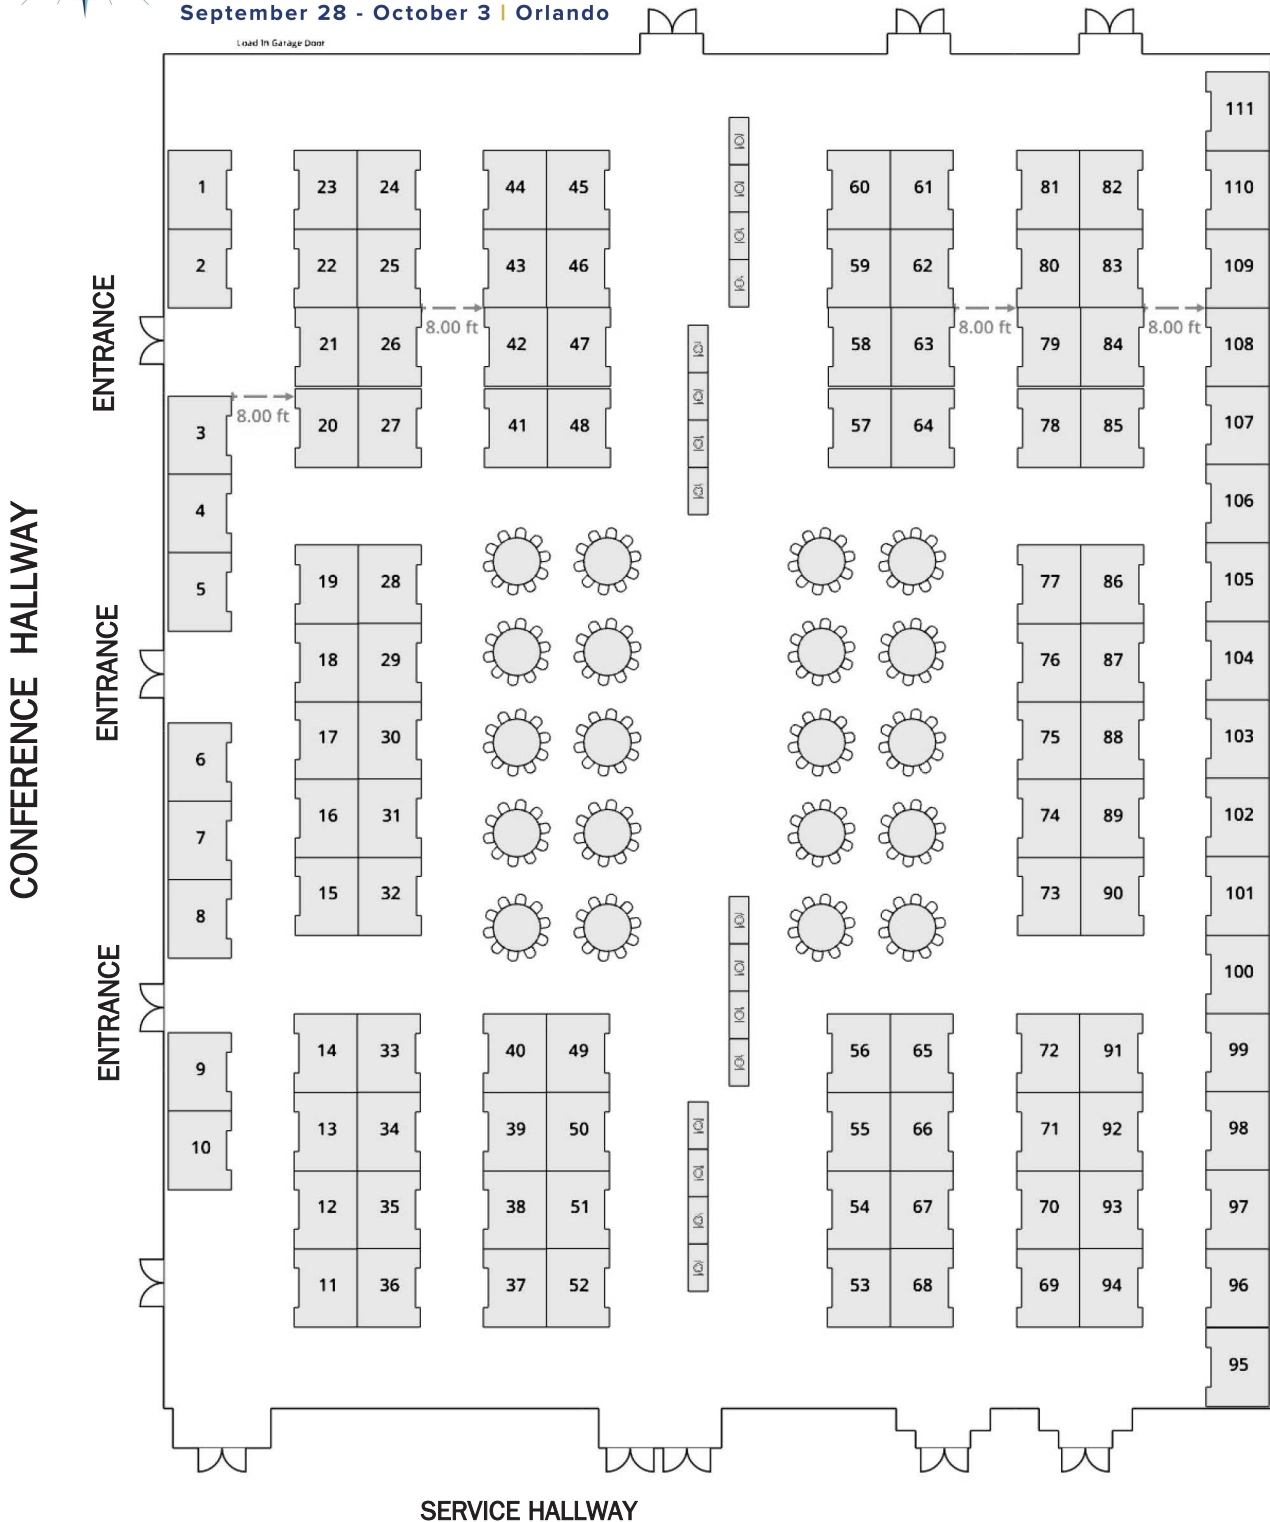 September 28 - October 3 | Orlando
Load In Garage Door
111
1 23 24 44 45 60 61 81 82 110
2 22 25 43 46 59 62 80 83 109
8.00 ft 8.00 ft 8.00 ft
21 26 42 47 58 63 79 84 108
ENTRANCE
8.00 ft
3 20 27 41 48 57 64 78 85 107
4 106
5 19 28 77 86 105
CONFERENCE HALLWAY
ENTRANCE
18 29 76 87 104
6 17 30 75 88 103
7 16 31 74 89 102
8 15 32 73 90 101
100
ENTRANCE
9 14 33 40 49 56 65 72 91 99
10 13 34 39 50 55 66 71 92 98
12 35 38 51 54 67 70 93 97
11 36 37 52 53 68 69 94 96
95
SERVICE HALLWAY